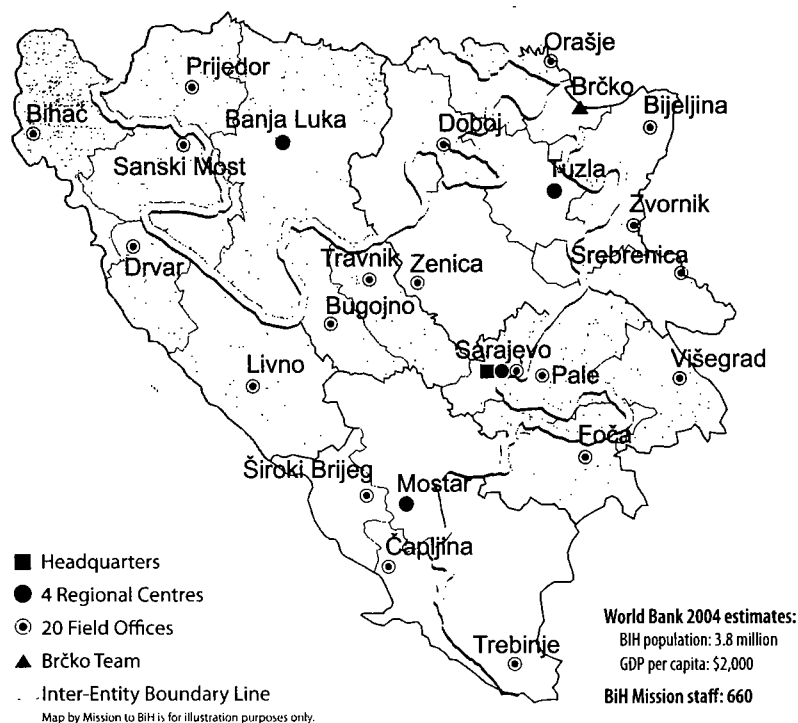 Orašje
Prijedor
Brčko
Bihać
Banja Luka
Doboj
Bijeljina
Sanski Most
Tuzla
Zvornik
Drvar
Travnik
Zenica
Srebrenica
Bugojno
Sarajevo
Livno
Pale
Višegrad
Foča
Široki Brijeg
Mostar
Čapljina
Trebinje
Headquarters
4 Regional Centres
20 Field Offices
Brčko Team
Inter-Entity Boundary Line
Map by Mission to BiH is for illustration purposes only.
World Bank 2004 estimates:
BIH population: 3.8 million
GDP per capita: $2,000
BiH Mission staff: 660